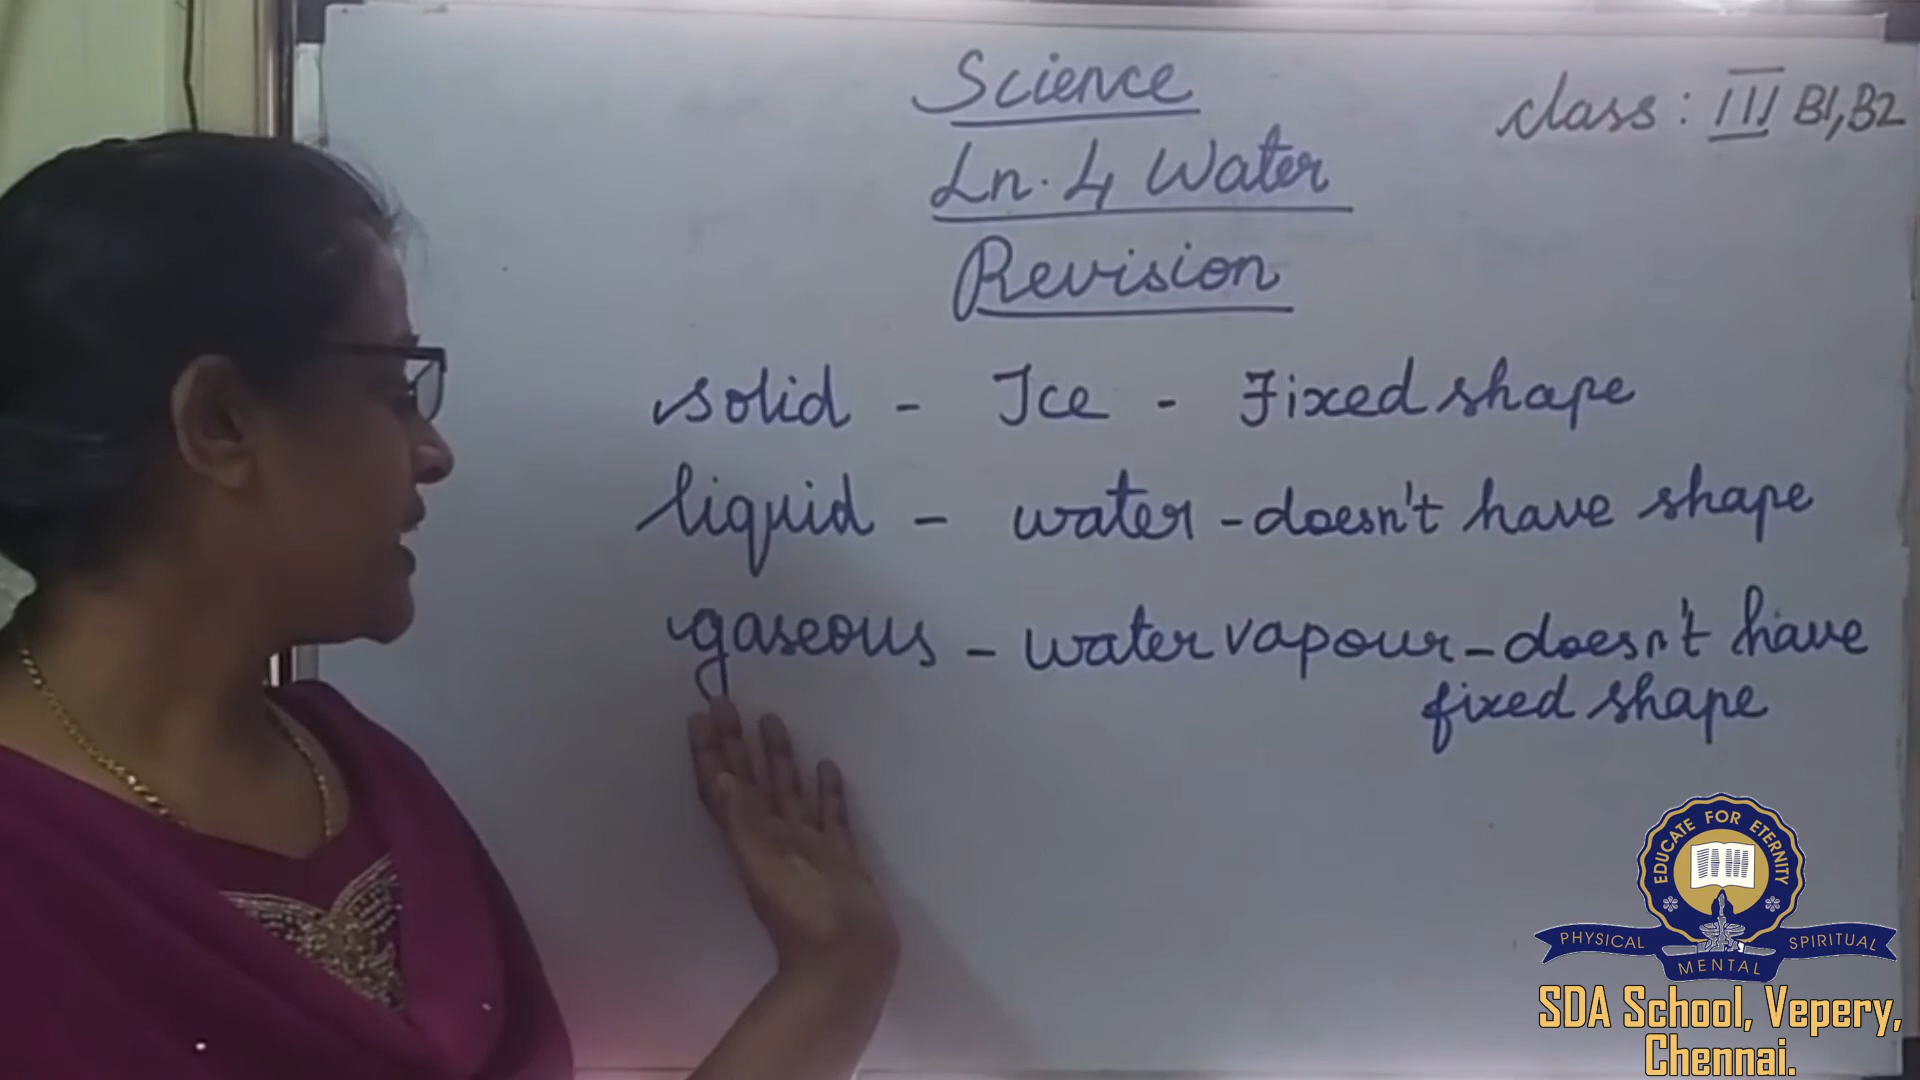 Science
class: III B1, B2
Ln. 4 Water
Revision
solid - Ice - Fixed shape
liquid - water - doesn't have shape
gaseous - water vapour - doesn't have
fixed shape
EDUCATE FOR ETERNITY
PHYSICAL MENTAL SPIRITUAL
SDA School, Vepery,
Chennai.